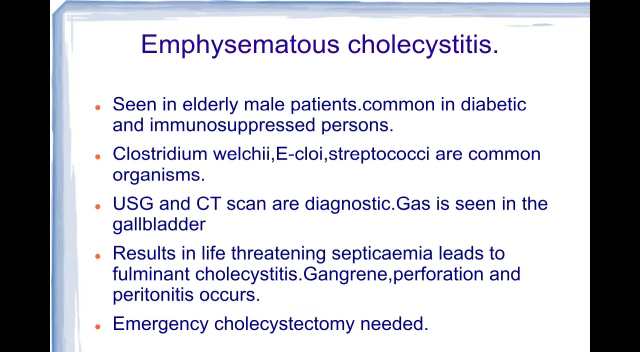 Emphysematous cholecystitis.
Seen in elderly male patients.common in diabetic
and immunosuppressed persons.
Clostridium welchii,E-cloi,streptococci are common
organisms.
USG and CT scan are diagnostic.Gas is seen in the
gallbladder
Results in life threatening septicaemia leads to
fulminant cholecystitis.Gangrene,perforation and
peritonitis occurs.
Emergency cholecystectomy needed.